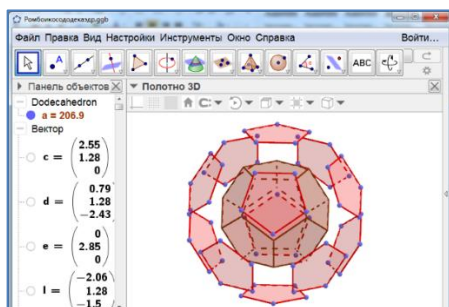 Ромбоикосододекаэдр.ggb
Файл Правка Вид Настройки Инструменты Окно Справка Войти...
ABC
Панель объектов
Полотно 3D
Dodecahedron
a = 206.9
Вектор
c = (2.55
1.28
0)
d = (0.79
1.28
−2.43)
e = (0
2.85
0)
l = (−2.06
1.28
−1.5)